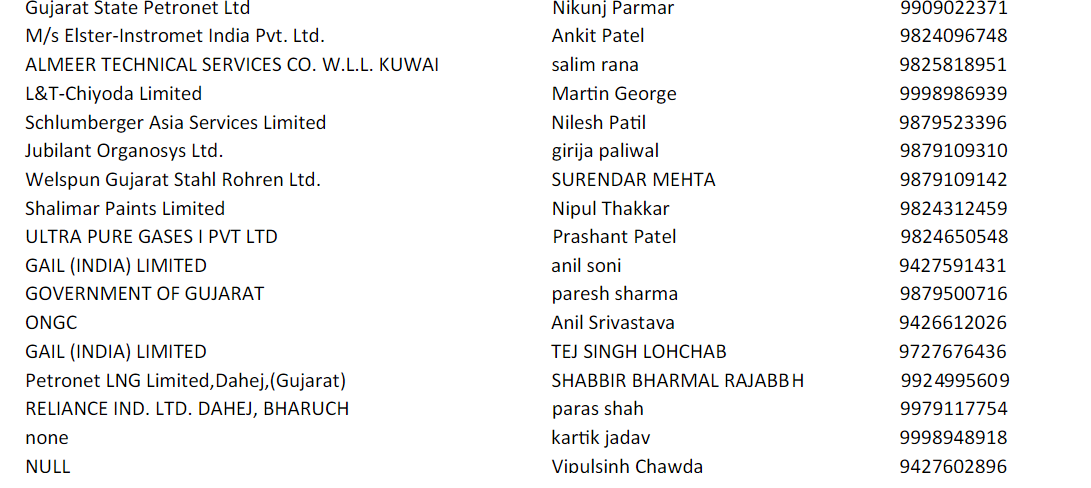 Gujarat State Petronet Ltd Nikunj Parmar 9909022371
M/s Elster-Instromet India Pvt. Ltd. Ankit Patel 9824096748
ALMEER TECHNICAL SERVICES CO. W.L.L. KUWAI salim rana 9825818951
L&T-Chiyoda Limited Martin George 9998986939
Schlumberger Asia Services Limited Nilesh Patil 9879523396
Jubilant Organosys Ltd. girija paliwal 9879109310
Welspun Gujarat Stahl Rohren Ltd. SURENDAR MEHTA 9879109142
Shalimar Paints Limited Nipul Thakkar 9824312459
ULTRA PURE GASES I PVT LTD Prashant Patel 9824650548
GAIL (INDIA) LIMITED anil soni 9427591431
GOVERNMENT OF GUJARAT paresh sharma 9879500716
ONGC Anil Srivastava 9426612026
GAIL (INDIA) LIMITED TEJ SINGH LOHCHAB 9727676436
Petronet LNG Limited,Dahej,(Gujarat) SHABBIR BHARMAL RAJABBH 9924995609
RELIANCE IND. LTD. DAHEJ, BHARUCH paras shah 9979117754
none kartik jadav 9998948918
NULL Vipulsinh Chawda 9427602896